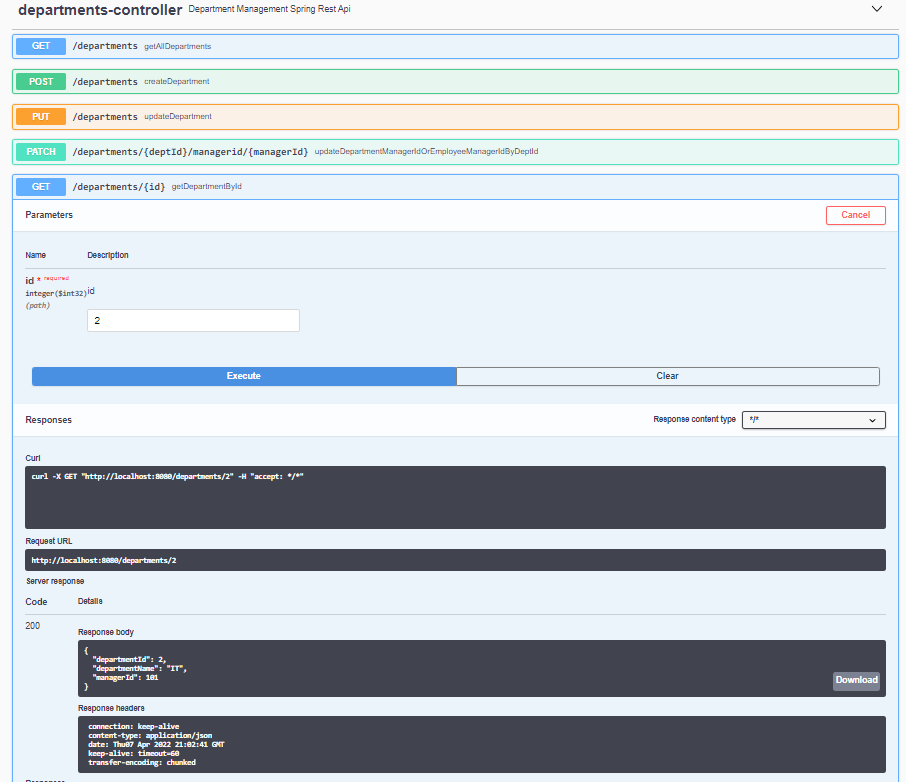 departments-controller Department Management Spring Rest Api
GET /departments getAllDepartments
POST /departments createDepartment
PUT /departments updateDepartment
PATCH /departments/{deptId}/managerid/{managerId} updateDepartmentManagerIdOrEmployeeManagerIdByDeptId
GET /departments/{id} getDepartmentById
Parameters Cancel
Name Description
id * required
integer($int32) id
(path)
2
Execute Clear
Responses Response content type */*
Curl
curl -X GET "http://localhost:8080/departments/2" -H "accept: */*"
Request URL
http://localhost:8080/departments/2
Server response
Code Details
200
Response body
{
"departmentId": 2,
"departmentName": "IT",
"managerId": 101
}
Download
Response headers
connection: keep-alive
content-type: application/json
date: Thu07 Apr 2022 21:02:41 GMT
keep-alive: timeout=60
transfer-encoding: chunked
Responses